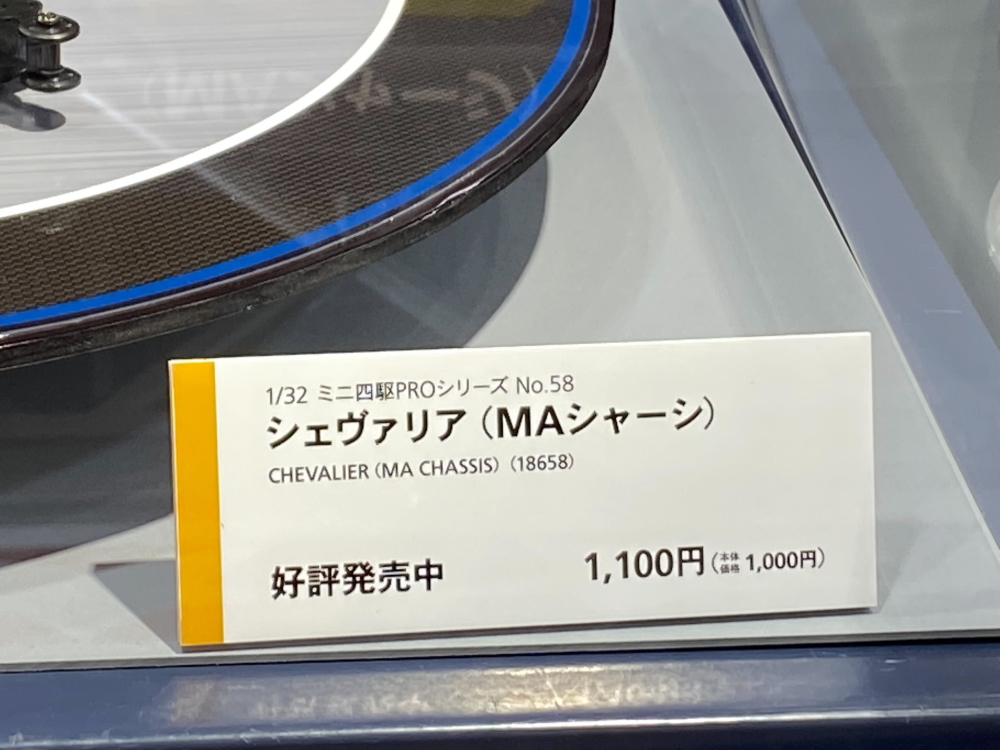 1/32 ミニ四駆PROシリーズ No.58
シェヴァリア（MAシャーシ）
CHEVALIER (MA CHASSIS) (18658)
好評発売中 1,100円（本体価格 1,000円）